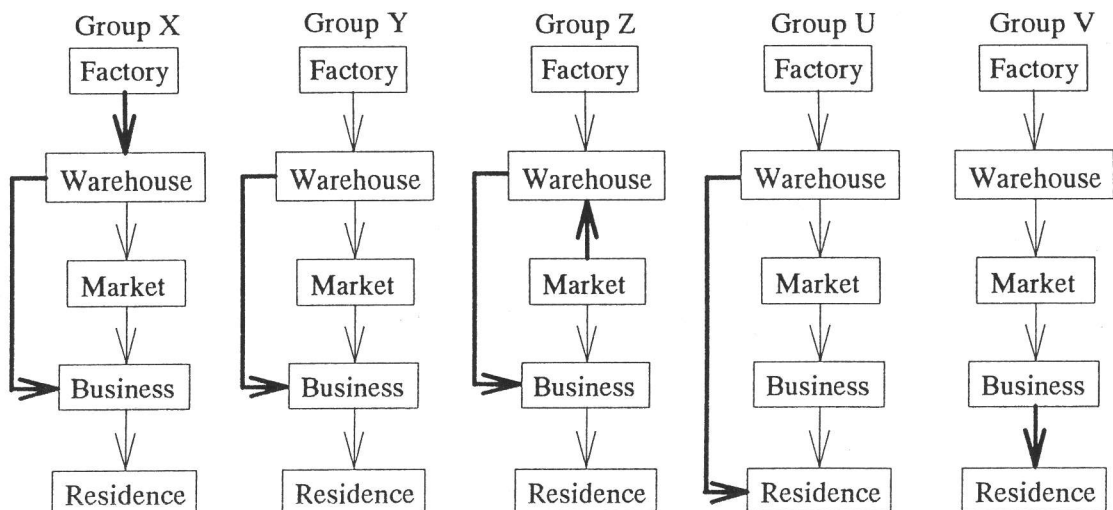 Group X Group Y Group Z Group U Group V
Factory Factory Factory Factory Factory
Warehouse Warehouse Warehouse Warehouse Warehouse
Market Market Market Market Market
Business Business Business Business Business
Residence Residence Residence Residence Residence